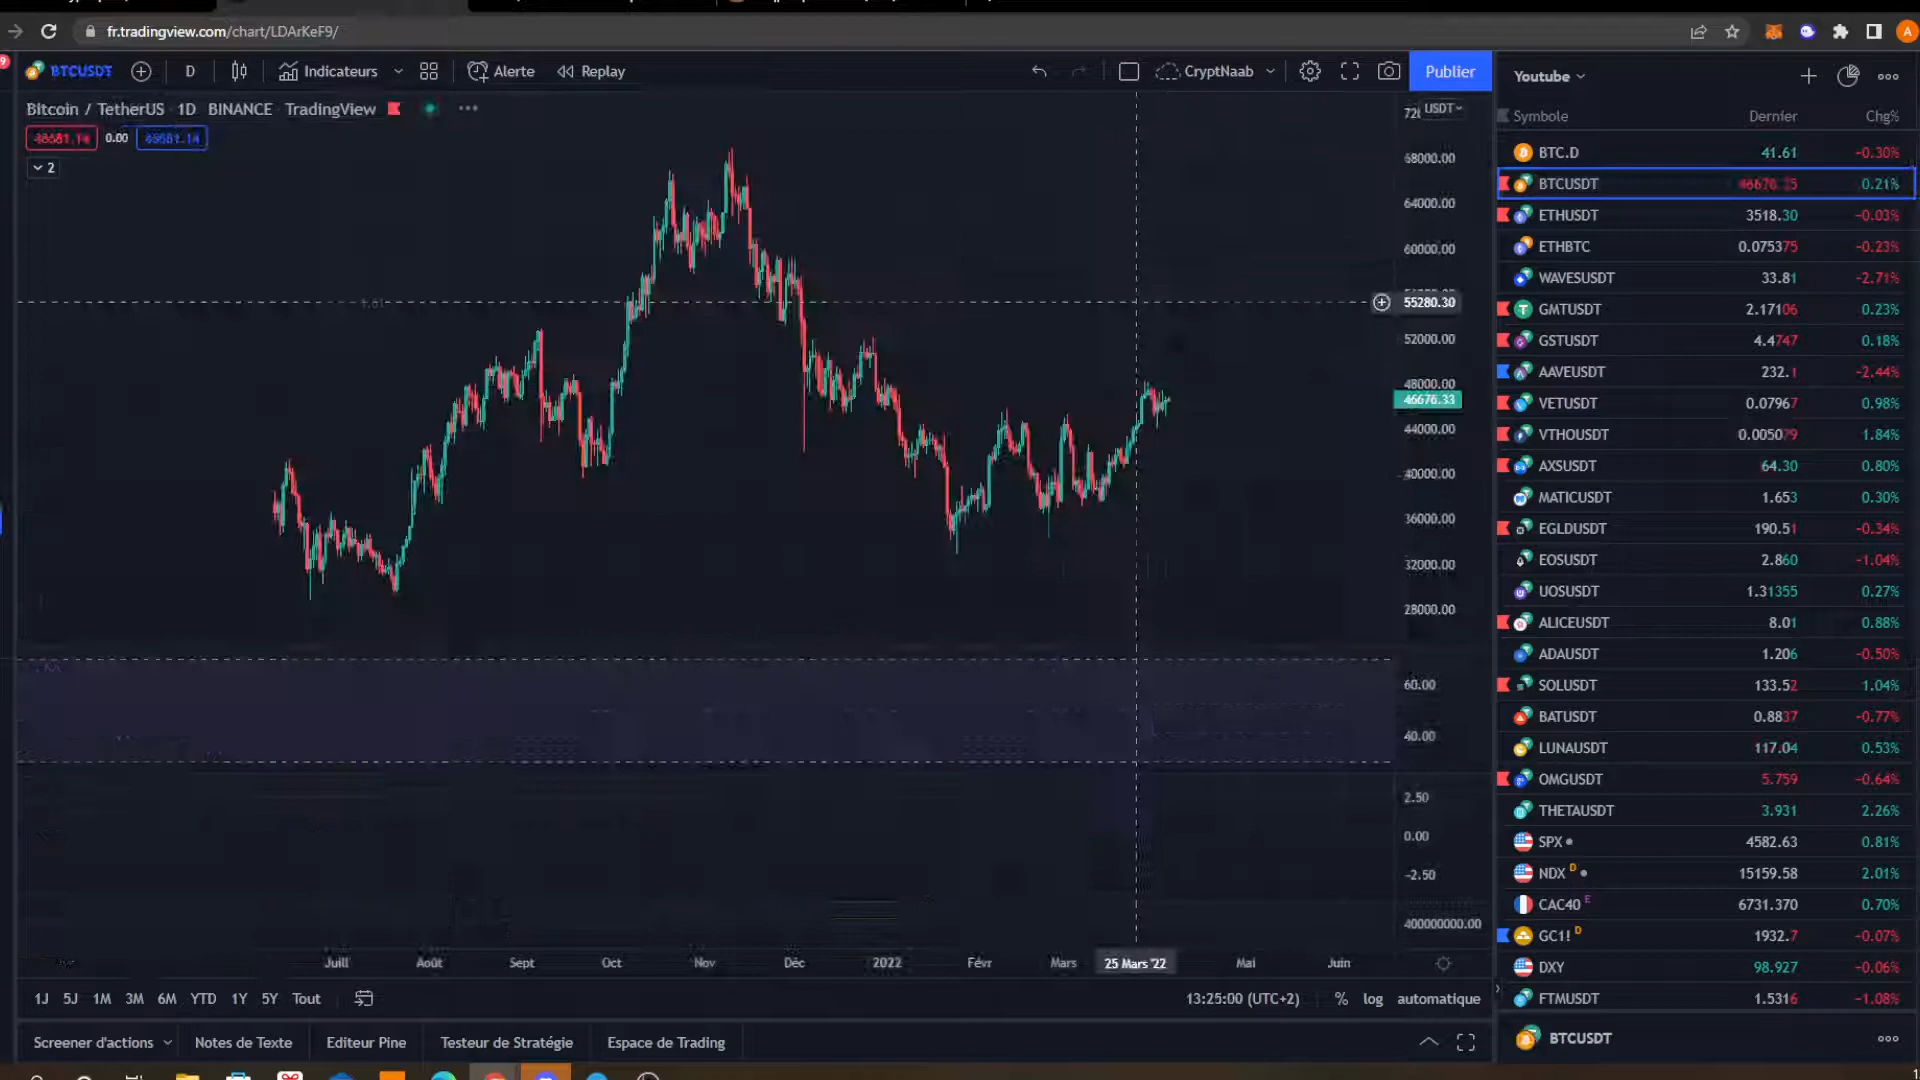 fr.tradingview.com/chart/LDArKeF9/
BTCUSDT D Indicateurs Alerte Replay CryptNaab Publier
Bitcoin / TetherUS 1D BINANCE TradingView
0.00
2
USDT
68000.00
64000.00
60000.00
55280.30
52000.00
48000.00
46676.33
44000.00
40000.00
36000.00
32000.00
28000.00
60.00
40.00
2.50
0.00
-2.50
400000000.00
1.61
Juill Août Sept Oct Nov Déc 2022 Févr Mars 25 Mars '22 Mai Juin
1J 5J 1M 3M 6M YTD 1Y 5Y Tout 13:25:00 (UTC+2) % log automatique
Screener d'actions Notes de Texte Editeur Pine Testeur de Stratégie Espace de Trading
Youtube
Symbole Dernier Chg%
BTC.D 41.61 -0.30%
BTCUSDT 0.21%
ETHUSDT 3518.30 -0.03%
ETHBTC 0.075375 -0.23%
WAVESUSDT 33.81 -2.71%
GMTUSDT 2.17106 0.23%
GSTUSDT 4.4747 0.18%
AAVEUSDT 232.1 -2.44%
VETUSDT 0.07967 0.98%
VTHOUSDT 0.005079 1.84%
AXSUSDT 64.30 0.80%
MATICUSDT 1.653 0.30%
EGLDUSDT 190.51 -0.34%
EOSUSDT 2.860 -1.04%
UOSUSDT 1.31355 0.27%
ALICEUSDT 8.01 0.88%
ADAUSDT 1.206 -0.50%
SOLUSDT 133.52 1.04%
BATUSDT 0.8837 -0.77%
LUNAUSDT 117.04 0.53%
OMGUSDT 5.759 -0.64%
THETAUSDT 3.931 2.26%
SPX 4582.63 0.81%
NDX D 15159.58 2.01%
CAC40 E 6731.370 0.70%
GC1! D 1932.7 -0.07%
DXY 98.927 -0.06%
FTMUSDT 1.5316 -1.08%
BTCUSDT